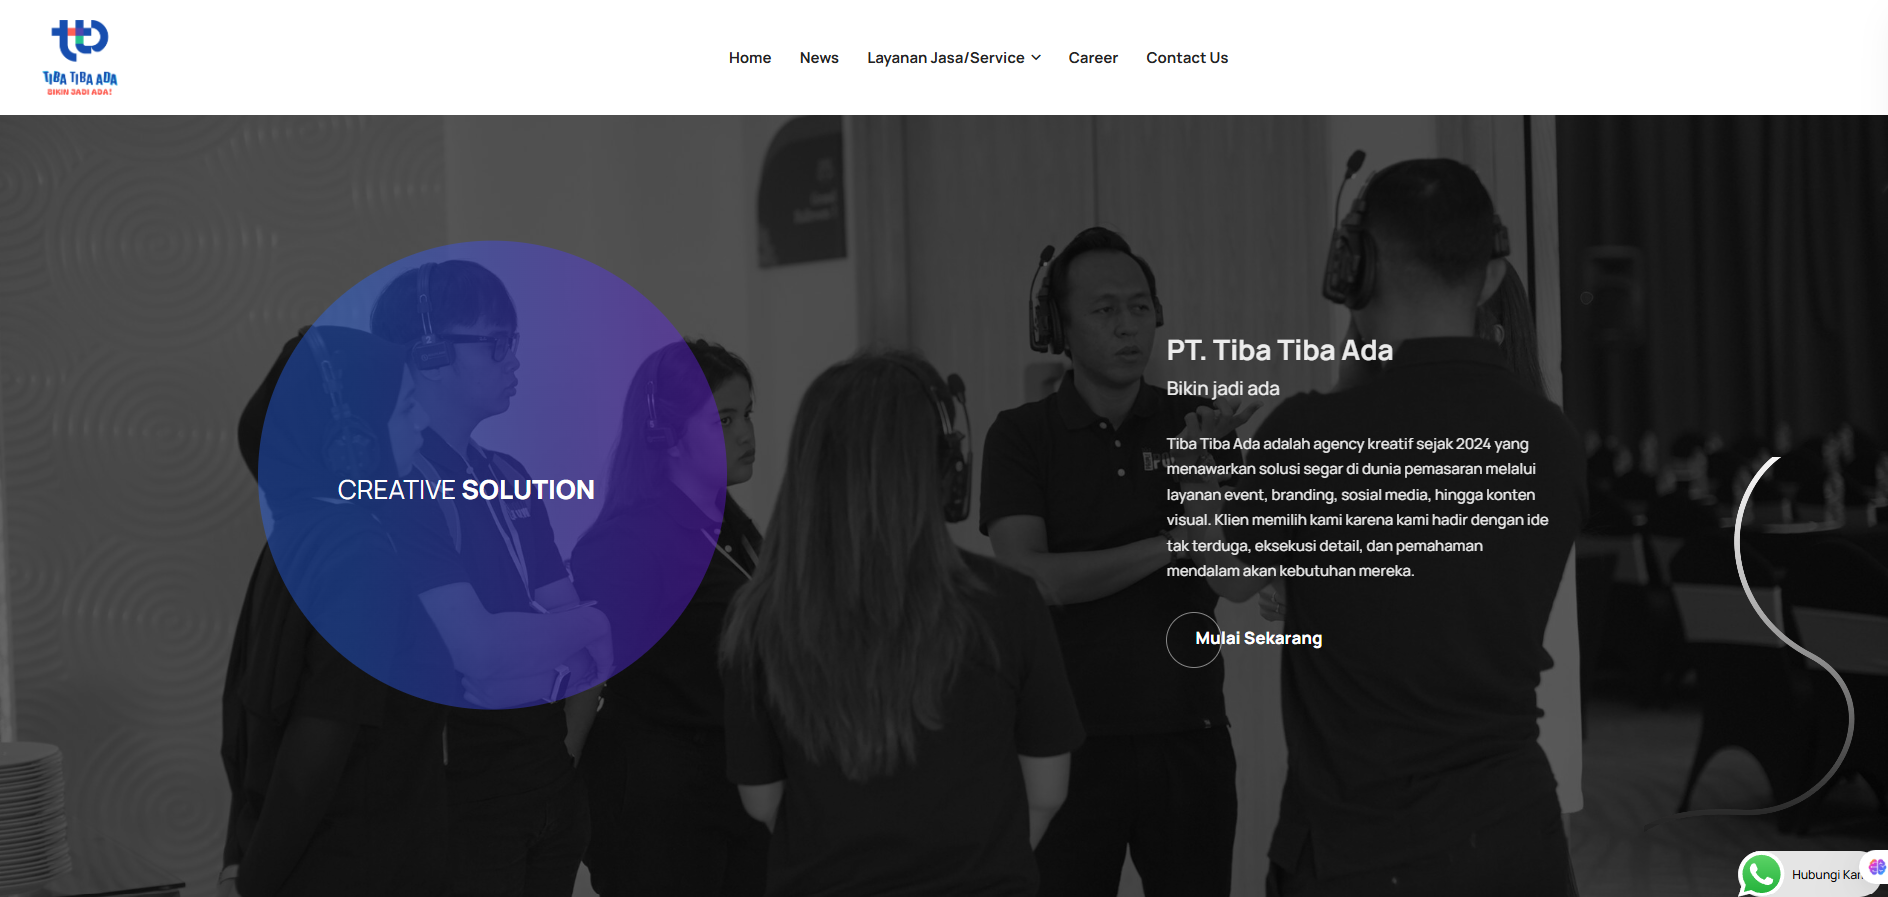 TIBA TIBA ADA
BIKIN JADI ADA!
Home
News
Layanan Jasa/Service
Career
Contact Us
CREATIVE SOLUTION
PT. Tiba Tiba Ada
Bikin jadi ada
Tiba Tiba Ada adalah agency kreatif sejak 2024 yang
menawarkan solusi segar di dunia pemasaran melalui
layanan event, branding, sosial media, hingga konten
visual. Klien memilih kami karena kami hadir dengan ide
tak terduga, eksekusi detail, dan pemahaman
mendalam akan kebutuhan mereka.
Mulai Sekarang
Hubungi